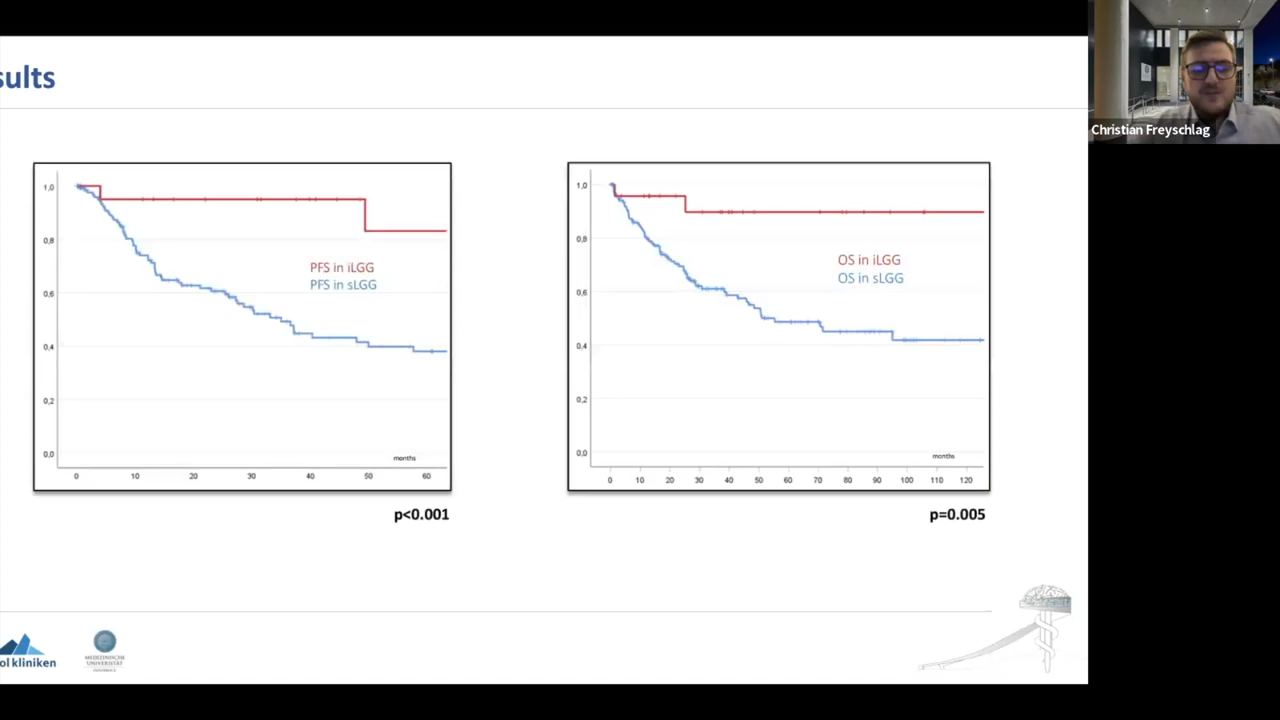 sults
Christian Freyschlag
1,0
0,8
0,6
0,4
0,2
0,0
PFS in iLGG
PFS in sLGG
months
0 10 20 30 40 50 60
p<0.001
1,0
0,8
0,6
0,4
0,2
0,0
OS in iLGG
OS in sLGG
months
0 10 20 30 40 50 60 70 80 90 100 110 120
p=0.005
ol kliniken
MEDIZINISCHE
UNIVERSITÄT